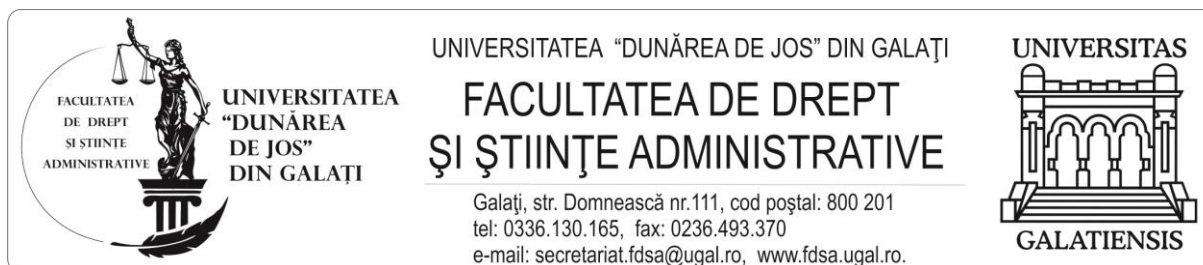 FACULTATEA
DE DREPT
ŞI ŞTIINŢE
ADMINISTRATIVE
UNIVERSITATEA
“DUNĂREA
DE JOS”
DIN GALAȚI
UNIVERSITATEA “DUNĂREA DE JOS” DIN GALAŢI
FACULTATEA DE DREPT
ŞI ŞTIINŢE ADMINISTRATIVE
Galaţi, str. Domnească nr.111, cod poştal: 800 201
tel: 0336.130.165, fax: 0236.493.370
e-mail: secretariat.fdsa@ugal.ro, www.fdsa.ugal.ro.
UNIVERSITAS
GALATIENSIS